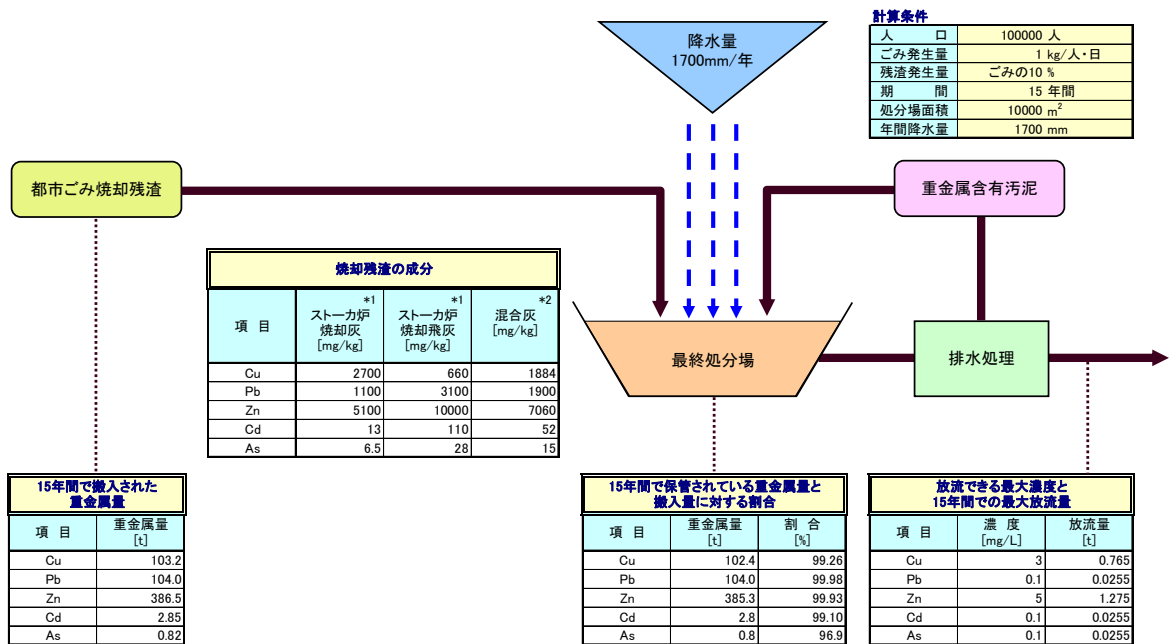 計算条件
人　　口 100000 人
ごみ発生量 1 kg/人・日
残渣発生量 ごみの10 %
期　　間 15 年間
処分場面積 10000 m²
年間降水量 1700 mm
降水量
1700mm/年
都市ごみ焼却残渣
重金属含有汚泥
焼却残渣の成分
項 目 *1 ストーカ炉 焼却灰 [mg/kg] *1 ストーカ炉 焼却飛灰 [mg/kg] *2 混合灰 [mg/kg]
Cu 2700 660 1884
Pb 1100 3100 1900
Zn 5100 10000 7060
Cd 13 110 52
As 6.5 28 15
最終処分場
排水処理
15年間で搬入された
重金属量
項 目 重金属量 [t]
Cu 103.2
Pb 104.0
Zn 386.5
Cd 2.85
As 0.82
15年間で保管されている重金属量と
搬入量に対する割合
項 目 重金属量 [t] 割 合 [%]
Cu 102.4 99.26
Pb 104.0 99.98
Zn 385.3 99.93
Cd 2.8 99.10
As 0.8 96.9
放流できる最大濃度と
15年間での最大放流量
項 目 濃 度 [mg/L] 放流量 [t]
Cu 3 0.765
Pb 0.1 0.0255
Zn 5 1.275
Cd 0.1 0.0255
As 0.1 0.0255